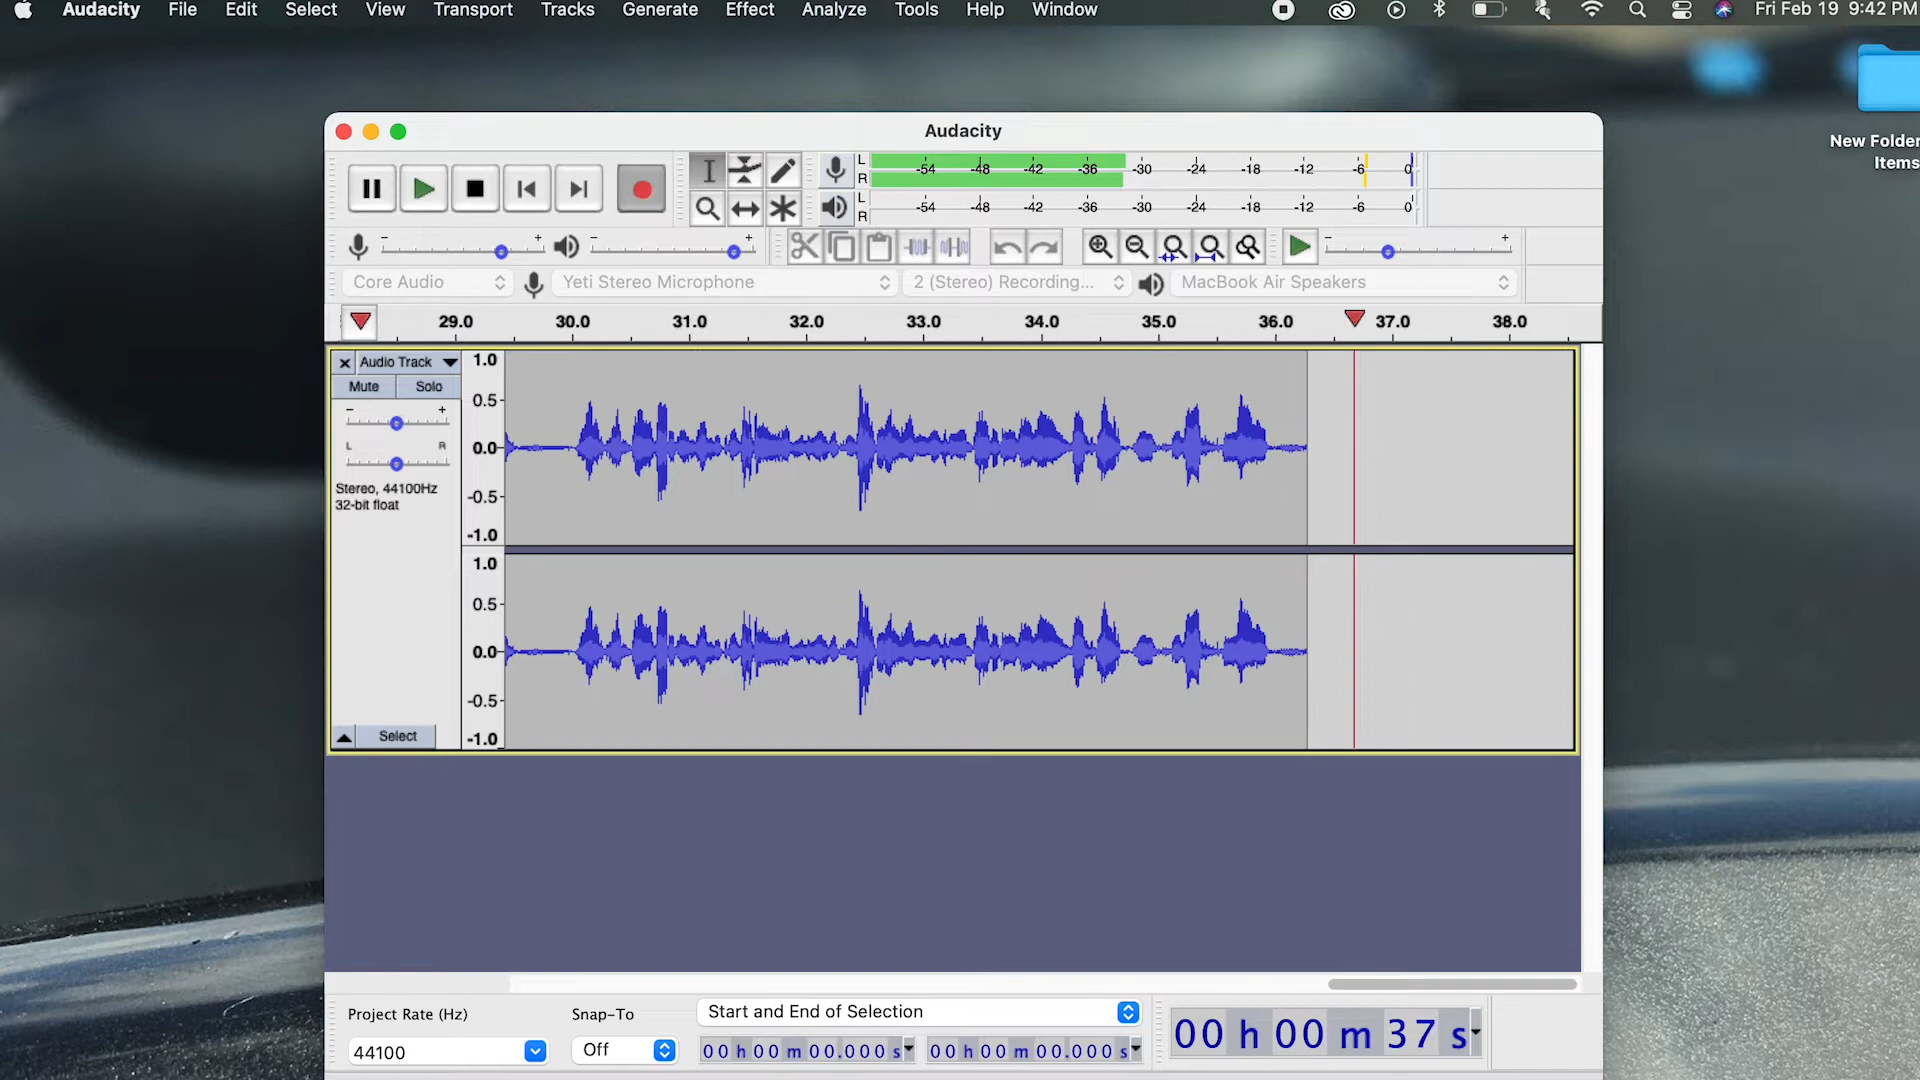 Audacity File Edit Select View Transport Tracks Generate Effect Analyze Tools Help Window Fri Feb 19 9:42 PM
New Folder
Items
Audacity
L -54 -48 -42 -36 -30 -24 -18 -12 -6 0
R
L -54 -48 -42 -36 -30 -24 -18 -12 -6 0
R
- + - + - +
Core Audio Yeti Stereo Microphone 2 (Stereo) Recording... MacBook Air Speakers
29.0 30.0 31.0 32.0 33.0 34.0 35.0 36.0 37.0 38.0
× Audio Track
Mute Solo
- +
L R
Stereo, 44100Hz
32-bit float
Select
1.0
0.5-
0.0-
-0.5-
-1.0
1.0
0.5-
0.0-
-0.5-
-1.0
Project Rate (Hz) Snap-To Start and End of Selection
44100 Off 00 h 00 m 00.000 s 00 h 00 m 00.000 s 00 h 00 m 37 s